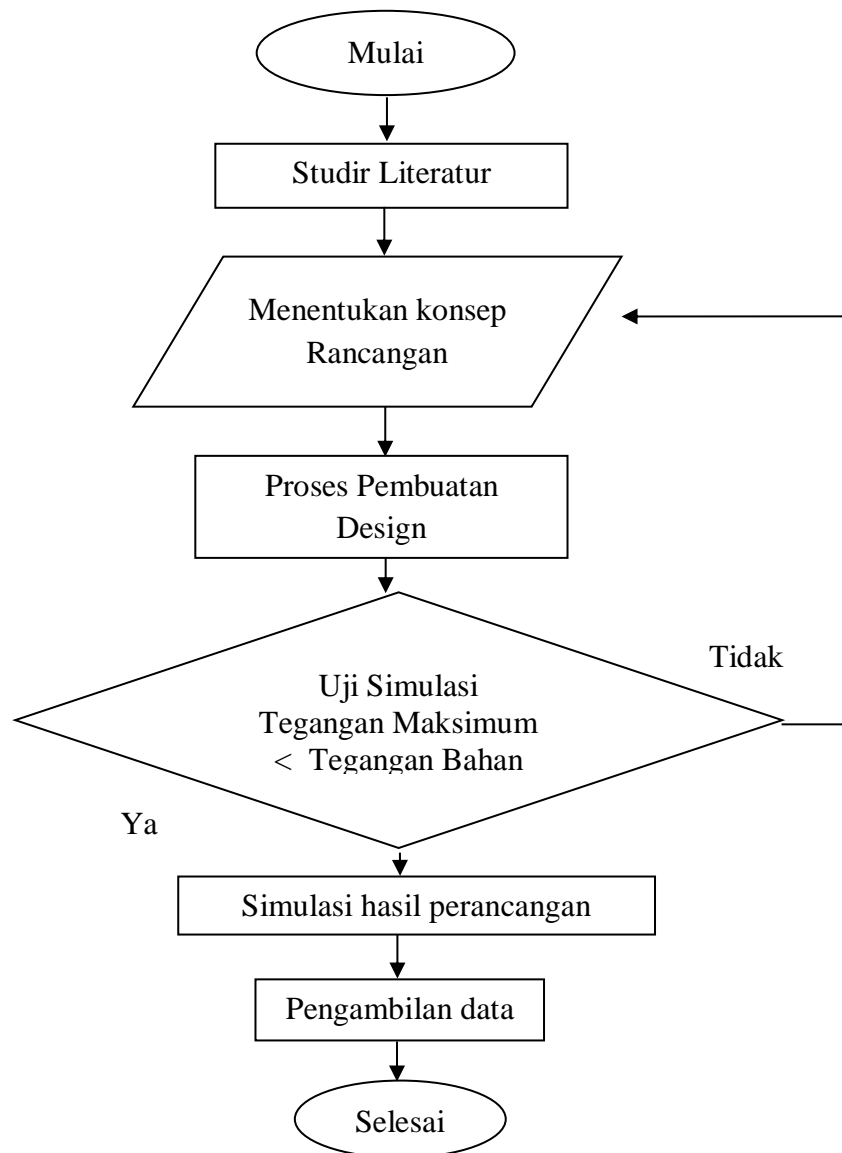 Mulai
Studir Literatur
Menentukan konsep
Rancangan
Proses Pembuatan
Design
Tidak
Uji Simulasi
Tegangan Maksimum
< Tegangan Bahan
Ya
Simulasi hasil perancangan
Pengambilan data
Selesai